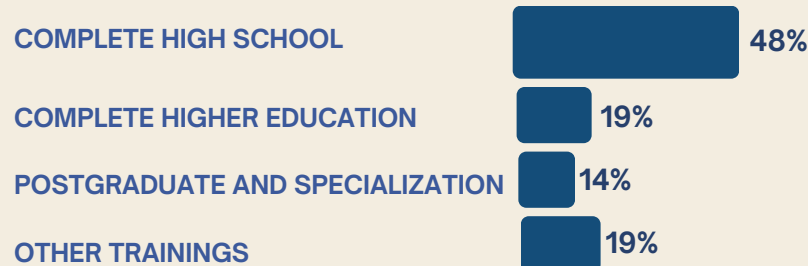 COMPLETE HIGH SCHOOL 48%
COMPLETE HIGHER EDUCATION 19%
POSTGRADUATE AND SPECIALIZATION 14%
OTHER TRAININGS 19%